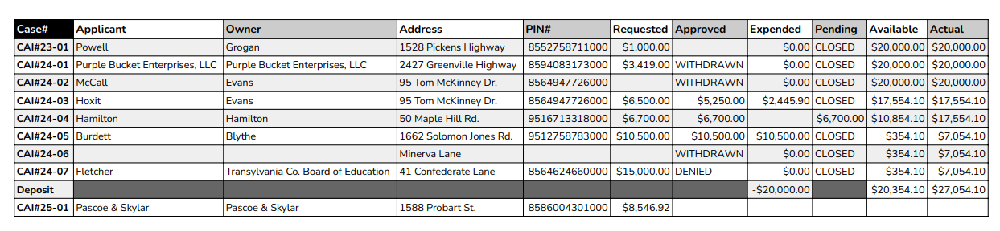 Case# Applicant Owner Address PIN# Requested Approved Expended Pending Available Actual
CAI#23-01 Powell Grogan 1528 Pickens Highway 8552758711000 $1,000.00 $0.00 CLOSED $20,000.00 $20,000.00
CAI#24-01 Purple Bucket Enterprises, LLC Purple Bucket Enterprises, LLC 2427 Greenville Highway 8594083173000 $3,419.00 WITHDRAWN $0.00 CLOSED $20,000.00 $20,000.00
CAI#24-02 McCall Evans 95 Tom McKinney Dr. 8564947726000 WITHDRAWN $0.00 CLOSED $20,000.00 $20,000.00
CAI#24-03 Hoxit Evans 95 Tom McKinney Dr. 8564947726000 $6,500.00 $5,250.00 $2,445.90 CLOSED $17,554.10 $17,554.10
CAI#24-04 Hamilton Hamilton 50 Maple Hill Rd. 9516713318000 $6,700.00 $6,700.00 $6,700.00 $10,854.10 $17,554.10
CAI#24-05 Burdett Blythe 1662 Solomon Jones Rd. 9512758783000 $10,500.00 $10,500.00 $10,500.00 CLOSED $354.10 $7,054.10
CAI#24-06 Minerva Lane WITHDRAWN $0.00 CLOSED $354.10 $7,054.10
CAI#24-07 Fletcher Transylvania Co. Board of Education 41 Confederate Lane 8564624660000 $15,000.00 DENIED $0.00 CLOSED $354.10 $7,054.10
Deposit -$20,000.00 $20,354.10 $27,054.10
CAI#25-01 Pascoe & Skylar Pascoe & Skylar 1588 Probart St. 8586004301000 $8,546.92